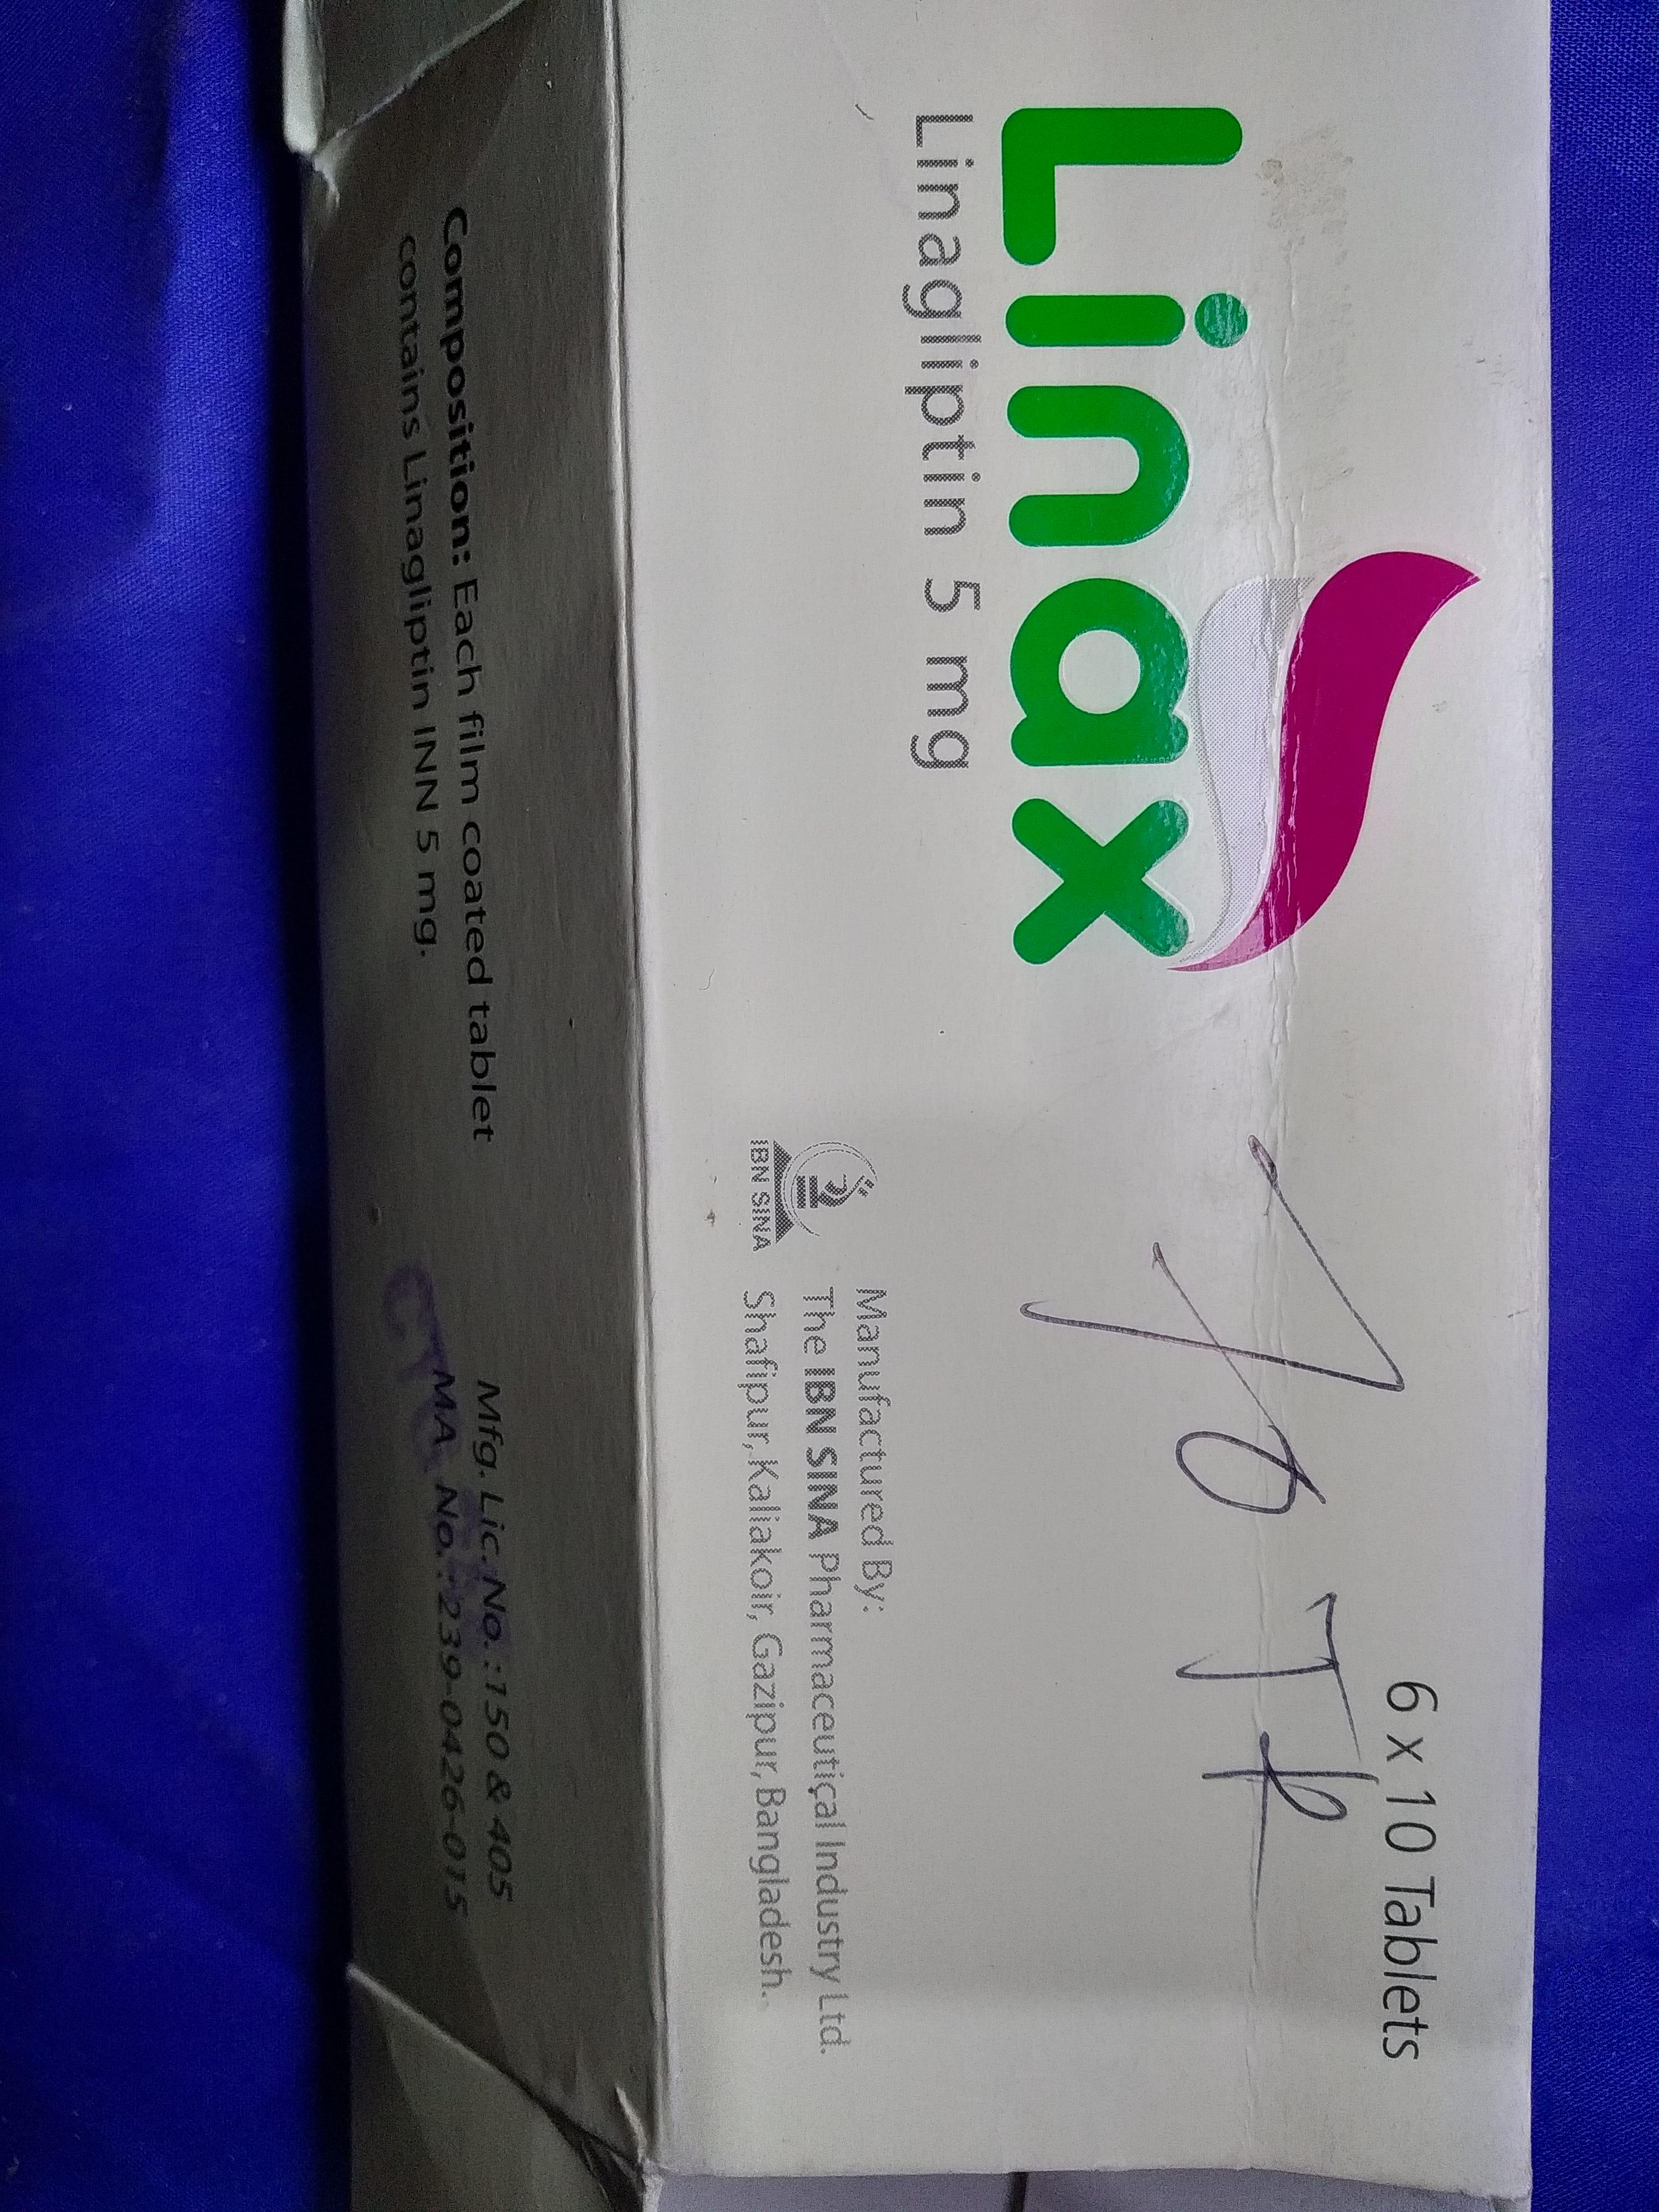 6 x 10 Tablets
70 Tk
Linax
Linagliptin 5 mg
IBN SINA
Manufactured By:
The IBN SINA Pharmaceutical Industry Ltd.
Shafipur, Kaliakoir, Gazipur, Bangladesh.
Composition: Each film coated tablet
contains Linagliptin INN 5 mg.
Mfg. Lic. No. :150 & 405
MA No. : 239-0426-015